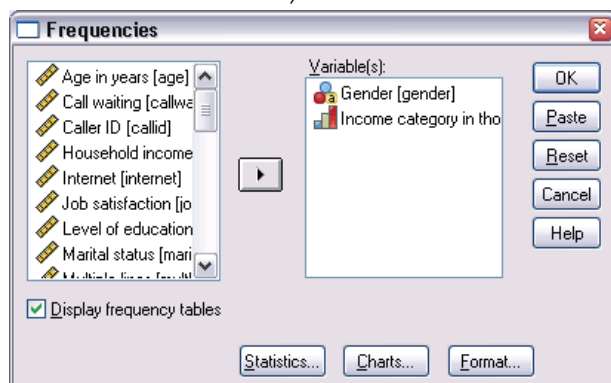 Frequencies
Age in years [age]
Call waiting [callwa
Caller ID [callid]
Household income
Internet [internet]
Job satisfaction [jo
Level of education
Marital status [mari
Variable(s):
Gender [gender]
Income category in tho
OK
Paste
Reset
Cancel
Help
Display frequency tables
Statistics...
Charts...
Format...